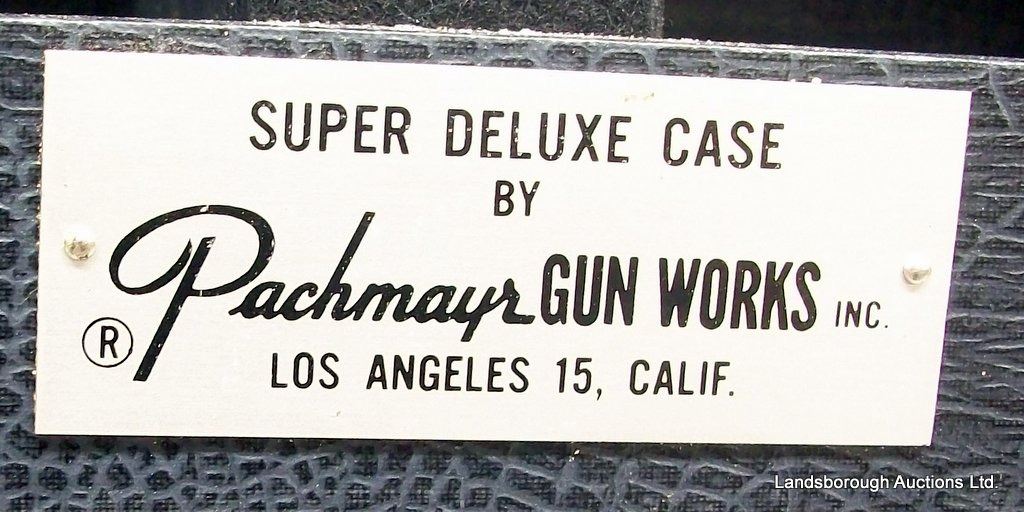 SUPER DELUXE CASE
BY
Pachmayr GUN WORKS INC.
®
LOS ANGELES 15, CALIF.
Landsborough Auctions Ltd.